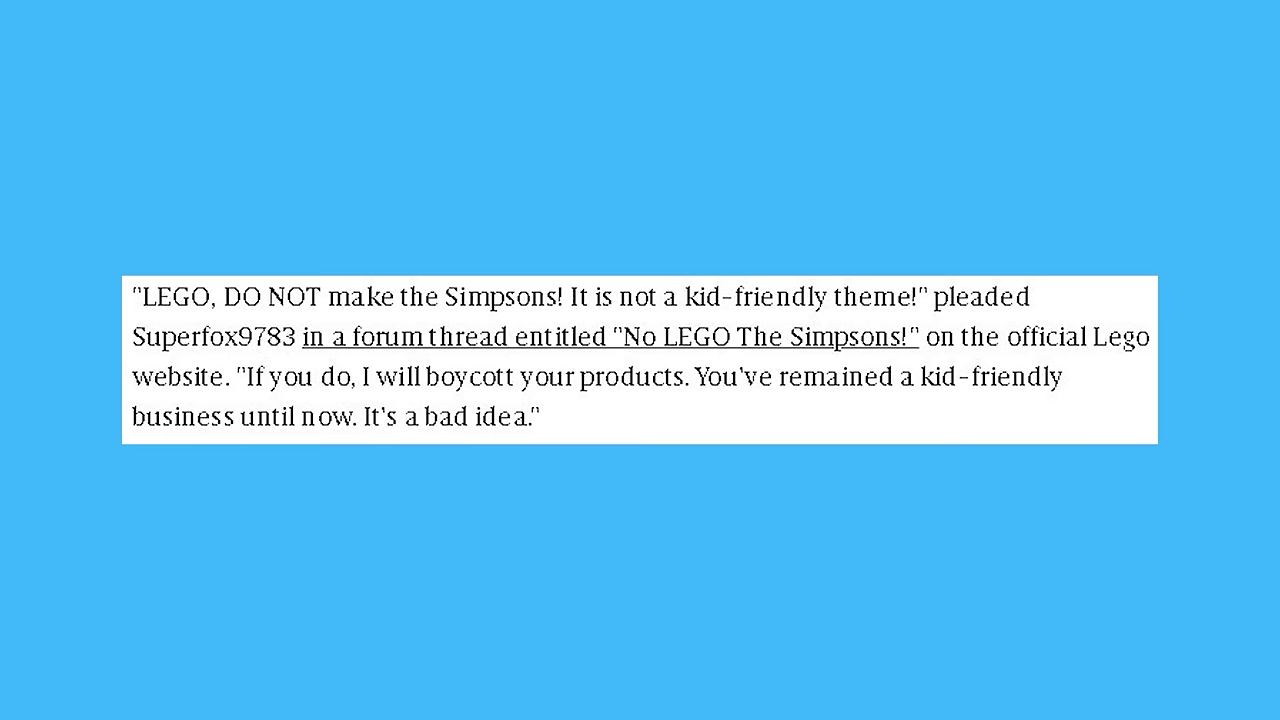 "LEGO, DO NOT make the Simpsons! It is not a kid-friendly theme!" pleaded
Superfox9783 in a forum thread entitled "No LEGO The Simpsons!" on the official Lego
website. "If you do, I will boycott your products. You've remained a kid-friendly
business until now. It's a bad idea."